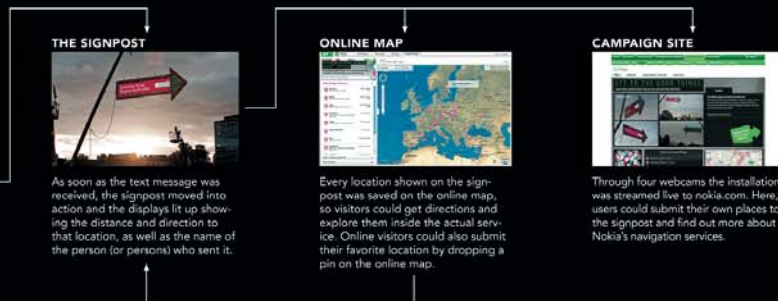 THE SIGNPOST
As soon as the text message was
received, the signpost moved into
action and the displays lit up show-
ing the distance and direction to
that location, as well as the name of
the person (or persons) who sent it.
ONLINE MAP
Every location shown on the sign-
post was saved on the online map,
so visitors could get directions and
explore them inside the actual serv-
ice. Online visitors could also submit
their favorite location by dropping a
pin on the online map.
CAMPAIGN SITE
GPS TO THE GOOD THINGS
Through four webcams the installation
was streamed live to nokia.com. Here,
users could submit their own places to
the signpost and find out more about
Nokia's navigation services.